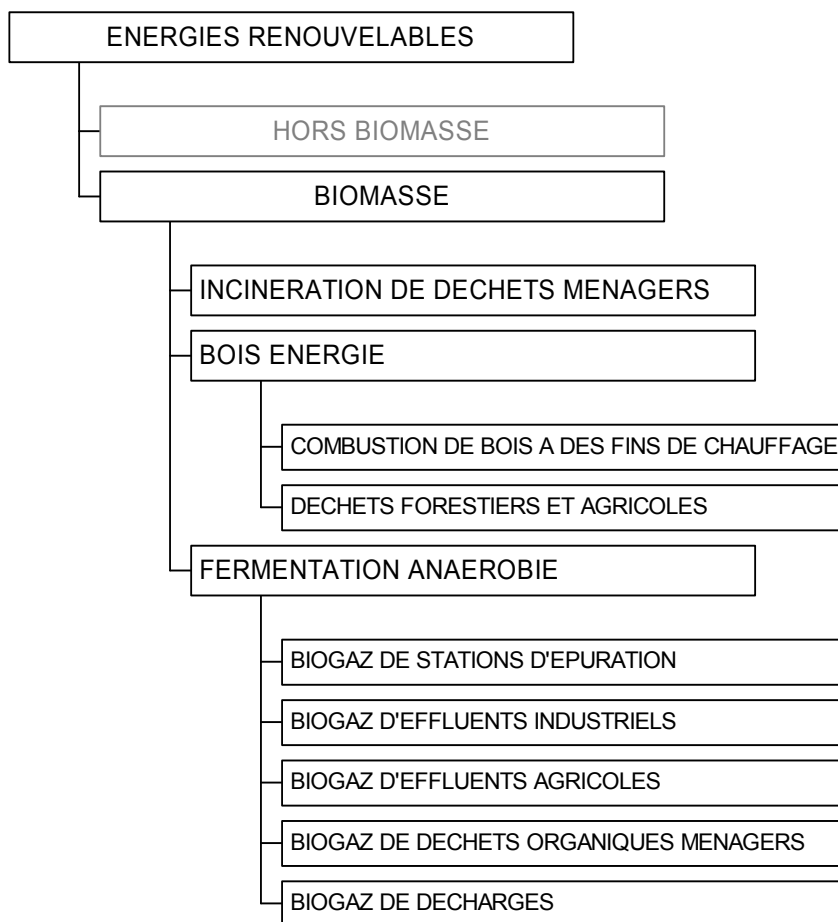 ENERGIES RENOUVELABLES
HORS BIOMASSE
BIOMASSE
INCINERATION DE DECHETS MENAGERS
BOIS ENERGIE
COMBUSTION DE BOIS A DES FINS DE CHAUFFAGE
DECHETS FORESTIERS ET AGRICOLES
FERMENTATION ANAEROBIE
BIOGAZ DE STATIONS D'EPURATION
BIOGAZ D'EFFLUENTS INDUSTRIELS
BIOGAZ D'EFFLUENTS AGRICOLES
BIOGAZ DE DECHETS ORGANIQUES MENAGERS
BIOGAZ DE DECHARGES